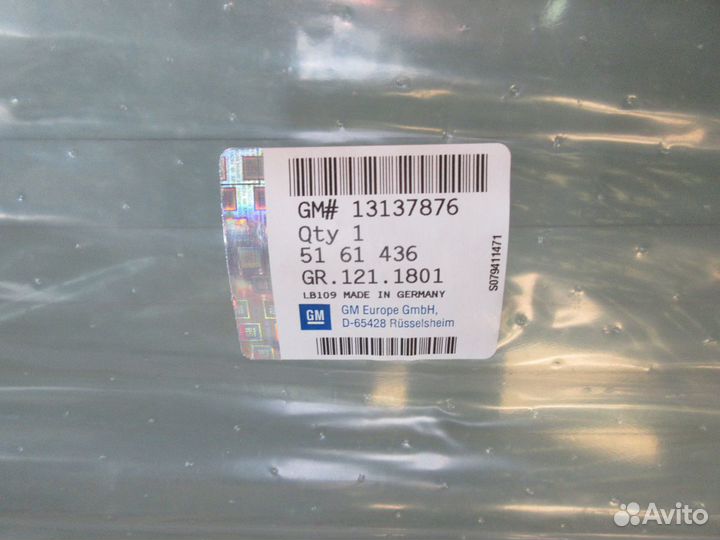 GM# 13137876
Qty 1
51 61 436
GR.121.1801
LB109 MADE IN GERMANY
GM
GM Europe GmbH,
D-65428 Rüsselsheim
S079411471
Avito